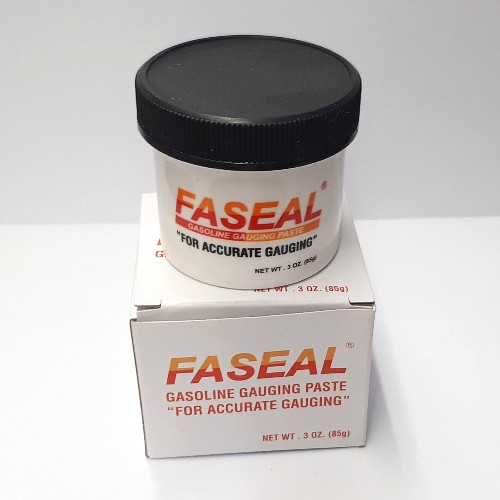 FASEAL®
GASOLINE GAUGING PASTE
"FOR ACCURATE GAUGING"
NET WT . 3 OZ. (85g)
NET WT . 3 OZ. (85g)
FASEAL®
GASOLINE GAUGING PASTE
"FOR ACCURATE GAUGING"
NET WT . 3 OZ. (85g)